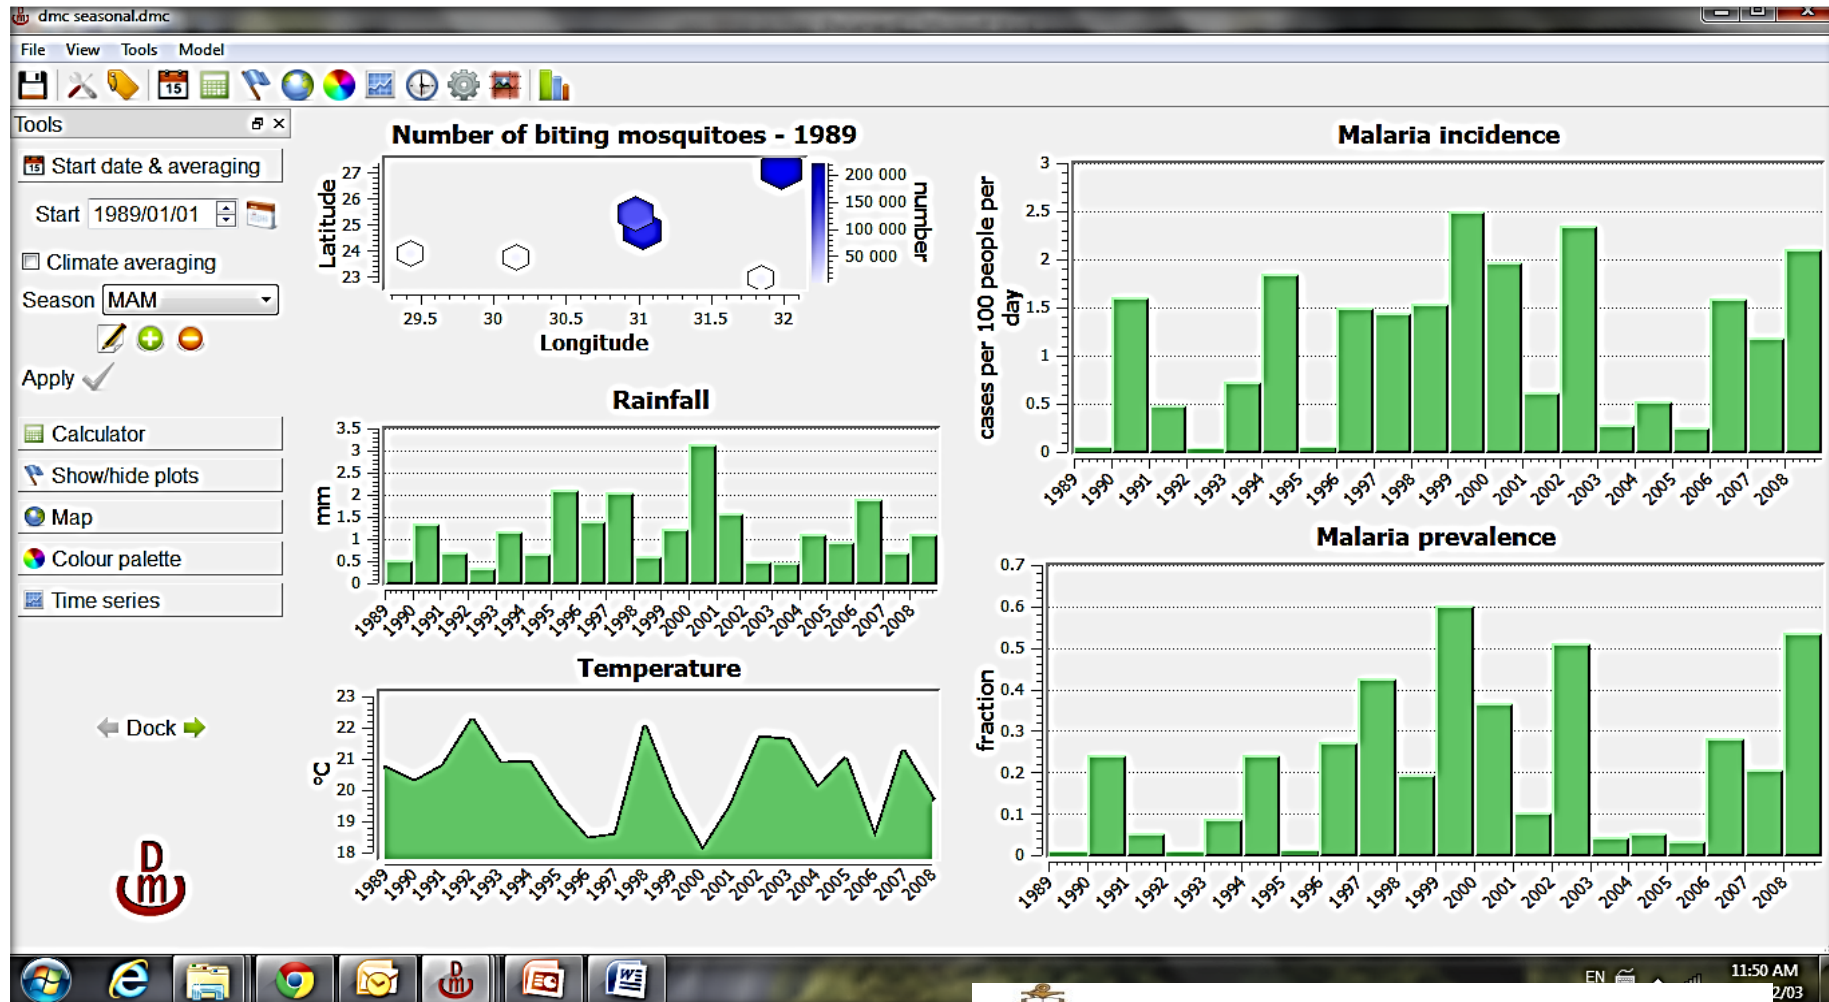 dmc seasonal.dmc
File View Tools Model
15
Tools
15 Start date & averaging
Start 1989/01/01
Climate averaging
Season MAM
Apply
Calculator
Show/hide plots
Map
Colour palette
Time series
Dock
D
m
Number of biting mosquitoes - 1989
Latitude
27
26
25
24
23
29.5 30 30.5 31 31.5 32
Longitude
200 000
150 000
100 000
50 000
number
Rainfall
mm
3.5
3
2.5
2
1.5
1
0.5
0
1989 1990 1991 1992 1993 1994 1995 1996 1997 1998 1999 2000 2001 2002 2003 2004 2005 2006 2007 2008
Temperature
°C
23
22
21
20
19
18
1989 1990 1991 1992 1993 1994 1995 1996 1997 1998 1999 2000 2001 2002 2003 2004 2005 2006 2007 2008
Malaria incidence
cases per 100 people per
day
3
2.5
2
1.5
1
0.5
0
1989 1990 1991 1992 1993 1994 1995 1996 1997 1998 1999 2000 2001 2002 2003 2004 2005 2006 2007 2008
Malaria prevalence
fraction
0.7
0.6
0.5
0.4
0.3
0.2
0.1
0
1989 1990 1991 1992 1993 1994 1995 1996 1997 1998 1999 2000 2001 2002 2003 2004 2005 2006 2007 2008
EN
11:50 AM
2/03